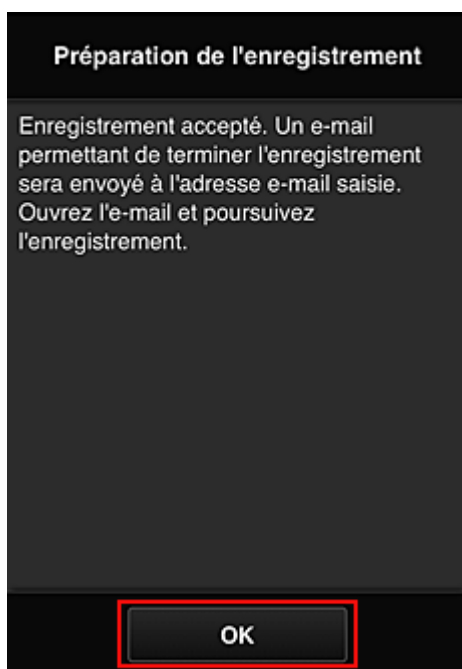 Préparation de l'enregistrement
Enregistrement accepté. Un e-mail
permettant de terminer l'enregistrement
sera envoyé à l'adresse e-mail saisie.
Ouvrez l'e-mail et poursuivez
l'enregistrement.
OK